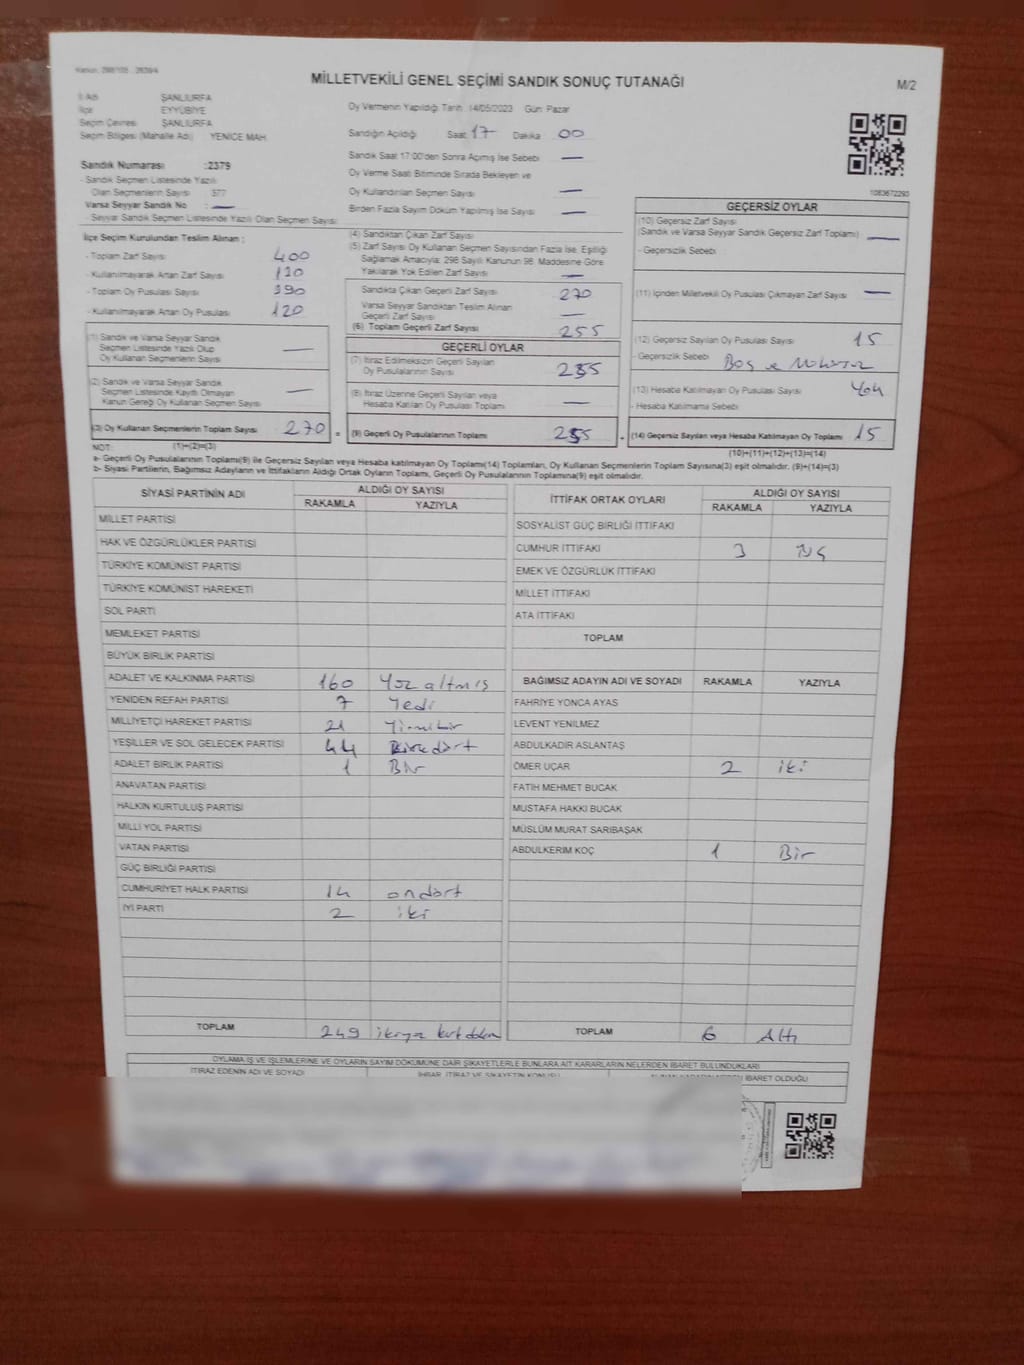 MİLLETVEKİLİ GENEL SEÇİMİ SANDIK SONUÇ TUTANAĞI
M/2
İl Adı ŞANLIURFA
İlçe EYYÜBİYE
Seçim Çevresi ŞANLIURFA
Seçim Bölgesi (Mahalle Adı) YENİCE MAH.
Sandık Numarası :2379
- Sandık Seçmen Listesinde Yazılı
Olan Seçmenlerin Sayısı 377
Varsa Seyyar Sandık No : —
- Seyyar Sandık Seçmen Listesinde Yazılı Olan Seçmen Sayısı
Oy Vermenin Yapıldığı Tarih 14/05/2023 Gün: Pazar
Sandığın Açıldığı Saat 17 Dakika 00
Sandık Saat 17:00'den Sonra Açımış İse Sebebi —
Oy Verme Saati Bitiminde Sırada Bekleyen ve
Oy Kullandırılan Seçmen Sayısı —
Birden Fazla Sayım Döküm Yapılmış İse Sayısı —
1083672293
İlçe Seçim Kurulundan Teslim Alınan ;
- Toplam Zarf Sayısı 400
- Kullanılmayarak Artan Zarf Sayısı 120
- Toplam Oy Pusulası Sayısı 390
- Kullanılmayarak Artan Oy Pusulası 120
(1) Sandık ve Varsa Seyyar Sandık
Seçmen Listesinde Yazılı Olup
Oy Kullanan Seçmenlerin Sayısı —
(2) Sandık ve Varsa Seyyar Sandık
Seçmen Listesinde Kayıtlı Olmayan
Kanun Gereği Oy Kullanan Seçmen Sayısı —
(3) Oy Kullanan Seçmenlerin Toplam Sayısı 270
(4) Sandıktan Çıkan Zarf Sayısı
(5) Zarf Sayısı Oy Kullanan Seçmen Sayısından Fazla İse, Eşitliği
Sağlamak Amacıyla; 298 Sayılı Kanunun 98. Maddesine Göre
Yakılarak Yok Edilen Zarf Sayısı —
Sandıkta Çıkan Geçerli Zarf Sayısı 270
Varsa Seyyar Sandıktan Teslim Alınan
Geçerli Zarf Sayısı —
(6) Toplam Geçerli Zarf Sayısı 255
GEÇERLİ OYLAR
(7) İtiraz Edilmeksizin Geçerli Sayılan
Oy Pusulalarının Sayısı 255
(8) İtiraz Üzerine Geçerli Sayılan veya
Hesaba Katılan Oy Pusulası Toplamı —
(9) Geçerli Oy Pusulalarının Toplamı 255
GEÇERSİZ OYLAR
(10) Geçersiz Zarf Sayısı
(Sandık ve Varsa Seyyar Sandık Geçersiz Zarf Toplamı) —
- Geçersizlik Sebebi
(11) İçinden Milletvekili Oy Pusulası Çıkmayan Zarf Sayısı —
(12) Geçersiz Sayılan Oy Pusulası Sayısı 15
- Geçersizlik Sebebi Boş ve
(13) Hesaba Katılmayan Oy Pusulası Sayısı Yok
- Hesaba Katılmama Sebebi
(14) Geçersiz Sayılan veya Hesaba Katılmayan Oy Toplamı 15
NOT: (1)+(2)=(3)
(10)+(11)+(12)+(13)=(14)
a- Geçerli Oy Pusulalarının Toplamı(9) ile Geçersiz Sayılan veya Hesaba katılmayan Oy Toplamı(14) Toplamları, Oy Kullanan Seçmenlerin Toplam Sayısına(3) eşit olmalıdır. (9)+(14)=(3)
b- Siyasi Partilerin, Bağımsız Adayların ve İttifakların Aldığı Ortak Oyların Toplamı, Geçerli Oy Pusulalarının Toplamına(9) eşit olmalıdır.
SİYASİ PARTİNİN ADI ALDIĞI OY SAYISI
RAKAMLA YAZIYLA
MİLLET PARTİSİ
HAK VE ÖZGÜRLÜKLER PARTİSİ
TÜRKİYE KOMÜNİST PARTİSİ
TÜRKİYE KOMÜNİST HAREKETİ
SOL PARTİ
MEMLEKET PARTİSİ
BÜYÜK BİRLİK PARTİSİ
ADALET VE KALKINMA PARTİSİ 160 Yüz altmış
YENİDEN REFAH PARTİSİ 7 Yedi
MİLLİYETÇİ HAREKET PARTİSİ 21 Yirmibir
YEŞİLLER VE SOL GELECEK PARTİSİ 44 Kırkdört
ADALET BİRLİK PARTİSİ 1 Bir
ANAVATAN PARTİSİ
HALKIN KURTULUŞ PARTİSİ
MİLLİ YOL PARTİSİ
VATAN PARTİSİ
GÜÇ BİRLİĞİ PARTİSİ
CUMHURİYET HALK PARTİSİ 14 ondört
İYİ PARTİ 2 iki
TOPLAM 249
İTTİFAK ORTAK OYLARI ALDIĞI OY SAYISI
RAKAMLA YAZIYLA
SOSYALİST GÜÇ BİRLİĞİ İTTİFAKI
CUMHUR İTTİFAKI 3 Üç
EMEK VE ÖZGÜRLÜK İTTİFAKI
MİLLET İTTİFAKI
ATA İTTİFAKI
TOPLAM
BAĞIMSIZ ADAYIN ADI VE SOYADI RAKAMLA YAZIYLA
FAHRİYE YONCA AYAS
LEVENT YENİLMEZ
ABDULKADİR ASLANTAŞ
ÖMER UÇAR 2 iki
FATİH MEHMET BUCAK
MUSTAFA HAKKI BUCAK
MÜSLÜM MURAT SARIBAŞAK
ABDULKERİM KOÇ 1 Bir
TOPLAM 6 Altı
OYLAMA İŞ VE İŞLEMLERİNE VE OYLARIN SAYIM DÖKÜMÜNE DAİR ŞİKAYETLERLE BUNLARA AİT KARARLARIN NELERDEN İBARET BULUNDUKLARI
İTİRAZ EDENİN ADI VE SOYADI
İBARET OLDUĞU